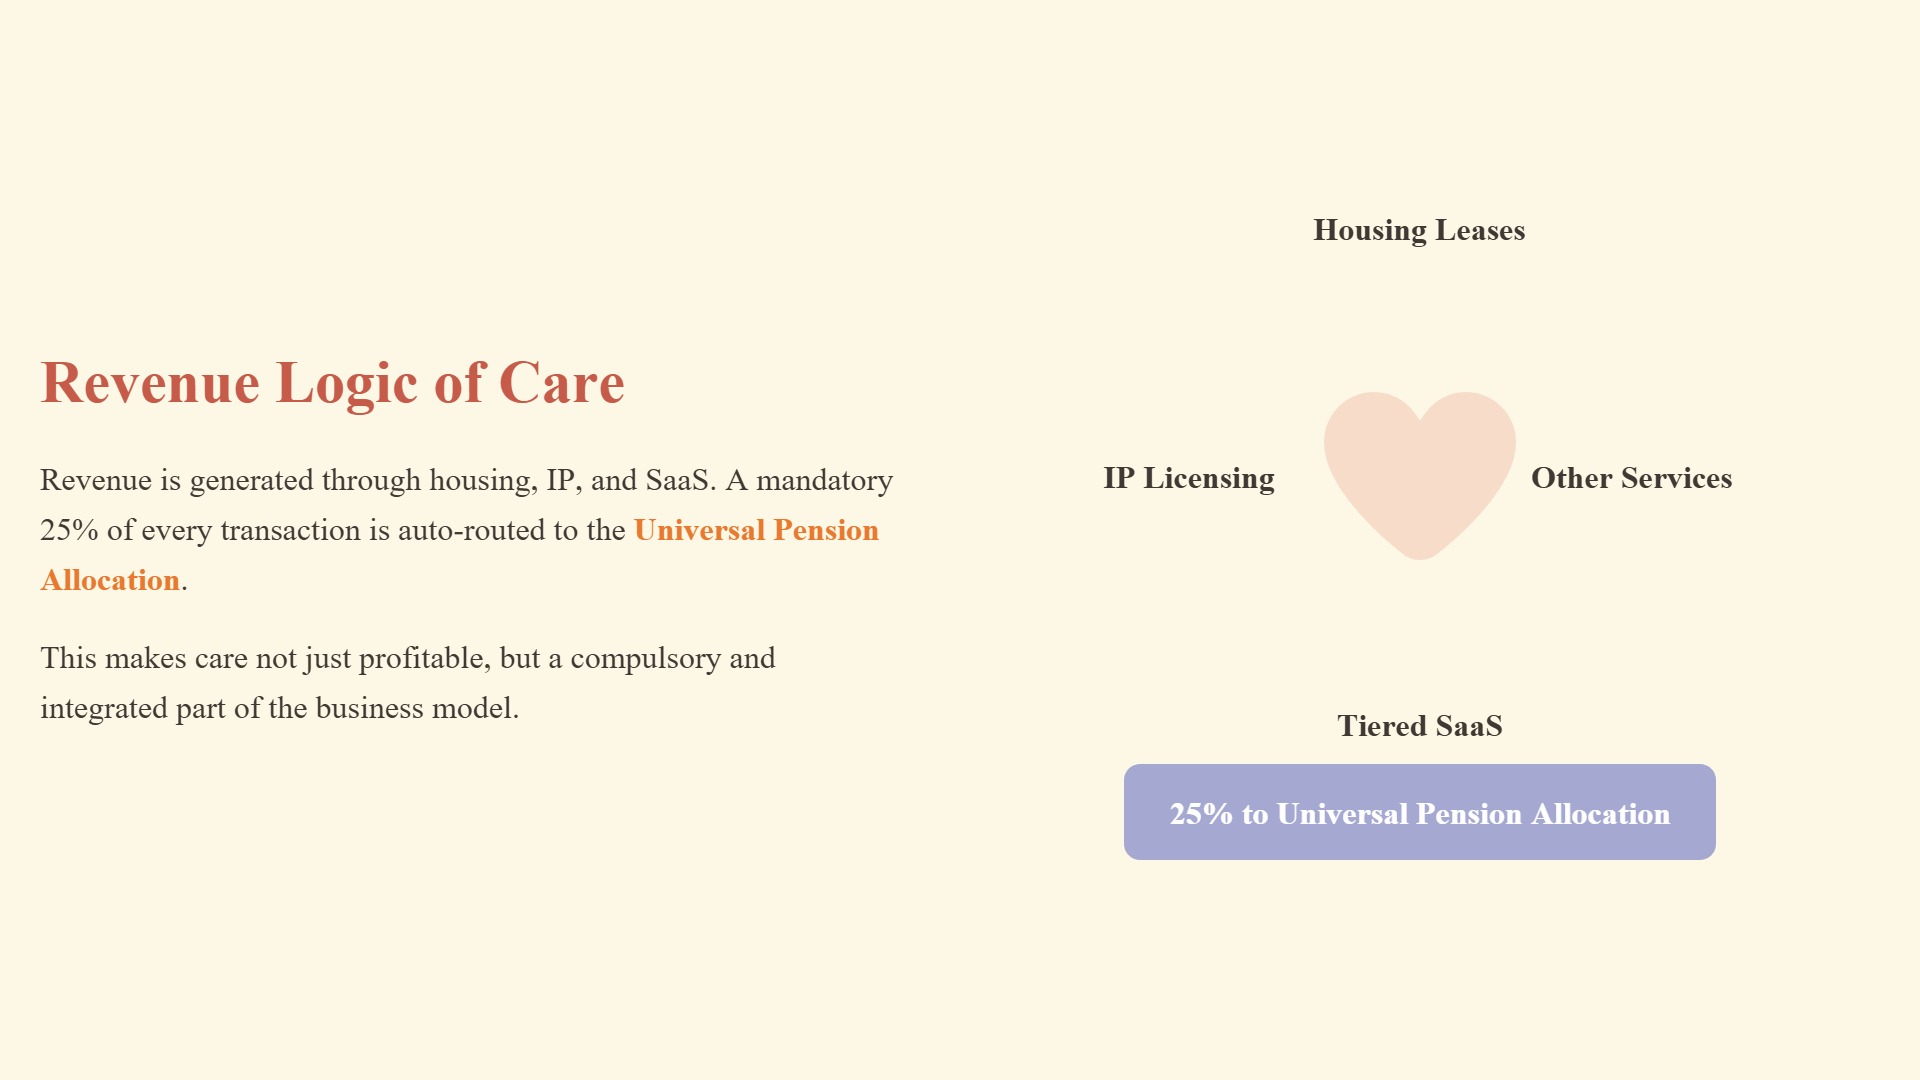 Revenue Logic of Care
Revenue is generated through housing, IP, and SaaS. A mandatory
25% of every transaction is auto-routed to the Universal Pension
Allocation.
This makes care not just profitable, but a compulsory and
integrated part of the business model.
Housing Leases
IP Licensing
Other Services
Tiered SaaS
25% to Universal Pension Allocation